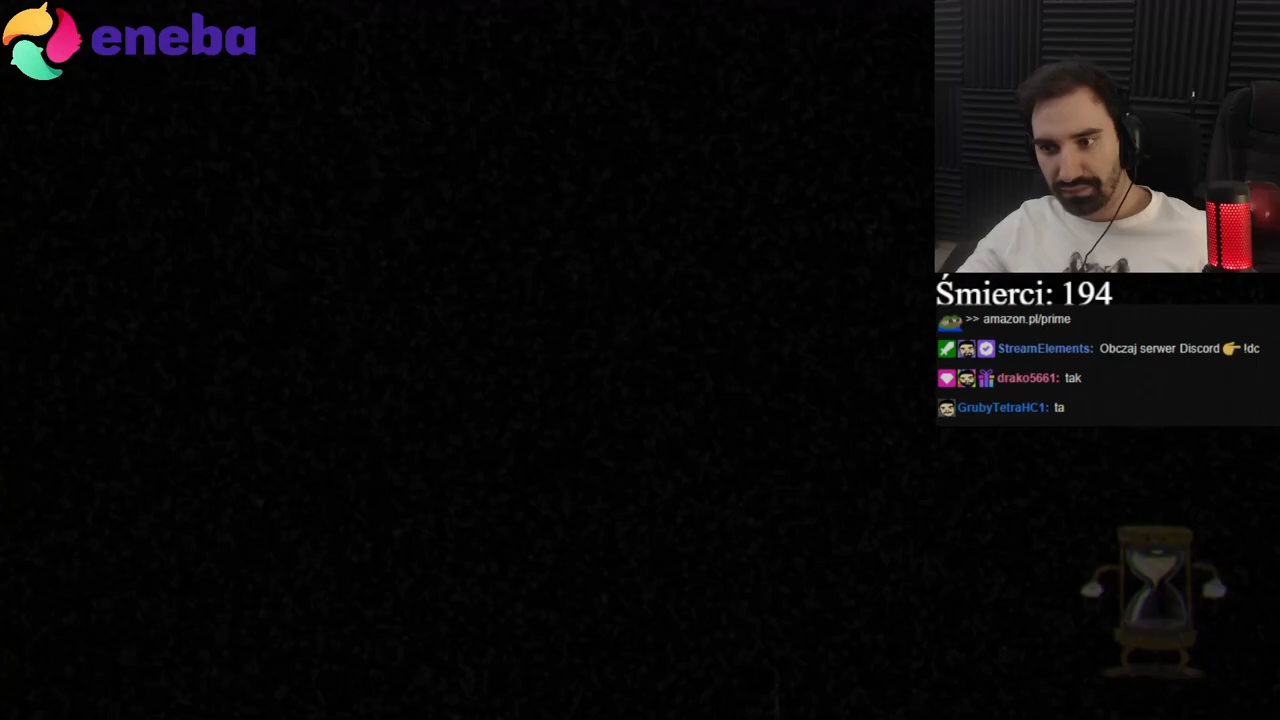 eneba
Śmierci: 194
>> amazon.pl/prime
StreamElements: Obczaj serwer Discord 👉 !dc
drako5661: tak
GrubyTetraHC1: ta